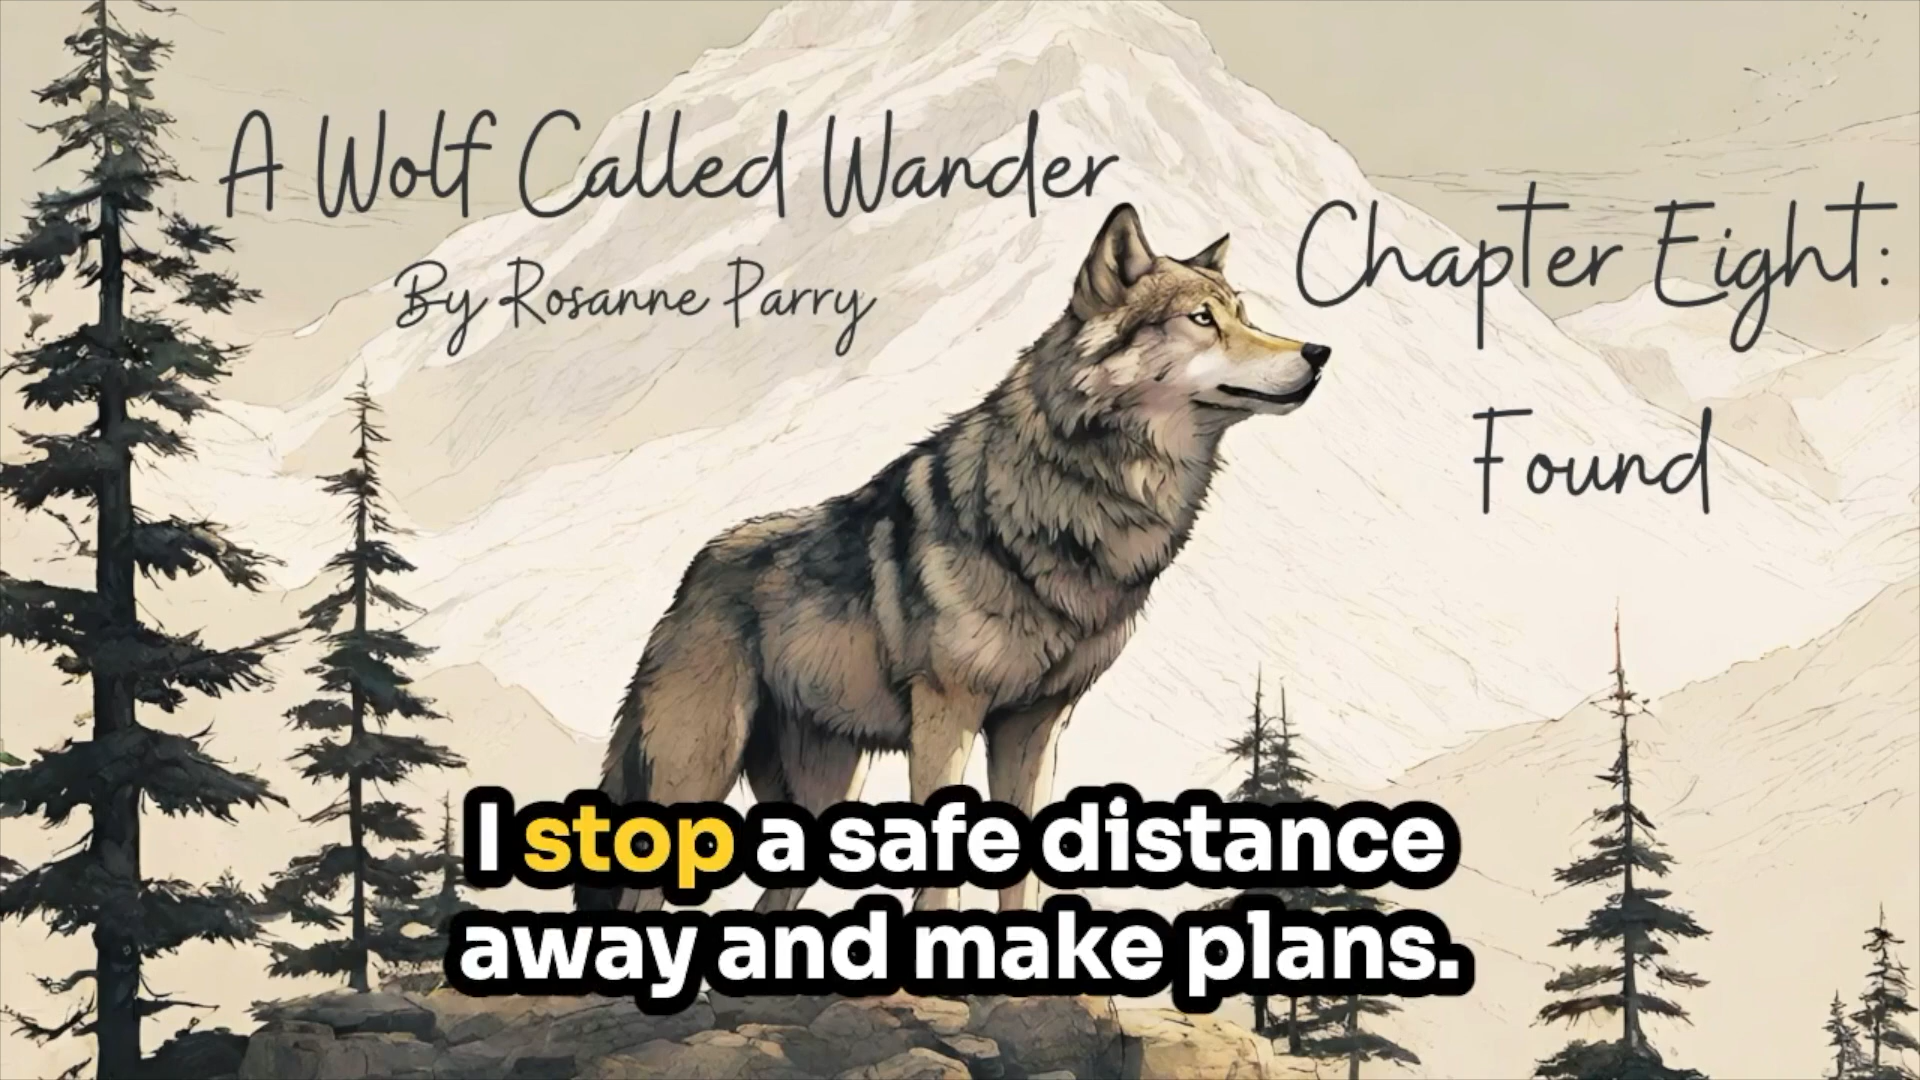 A Wolf Called Wander
By Rosanne Parry
Chapter Eight:
Found
I stop a safe distance
away and make plans.